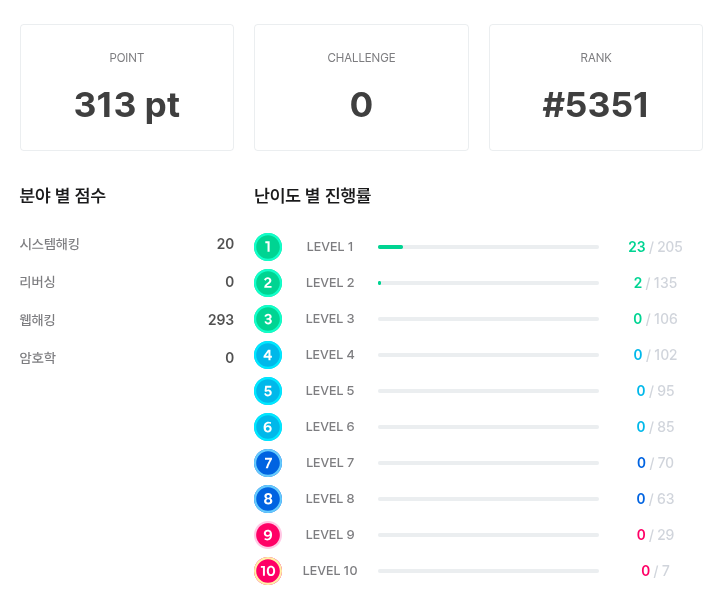 POINT
313 pt
CHALLENGE
0
RANK
#5351
분야 별 점수
시스템해킹 20
리버싱 0
웹해킹 293
암호학 0
난이도 별 진행률
1 LEVEL 1 23 / 205
2 LEVEL 2 2 / 135
3 LEVEL 3 0 / 106
4 LEVEL 4 0 / 102
5 LEVEL 5 0 / 95
6 LEVEL 6 0 / 85
7 LEVEL 7 0 / 70
8 LEVEL 8 0 / 63
9 LEVEL 9 0 / 29
10 LEVEL 10 0 / 7